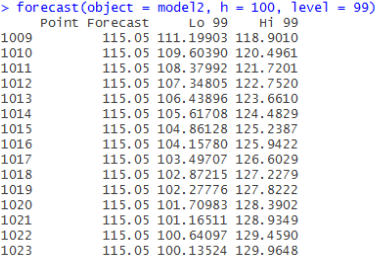 > forecast(object = model2, h = 100, level = 99)
Point Forecast Lo 99 Hi 99
1009 115.05 111.19903 118.9010
1010 115.05 109.60390 120.4961
1011 115.05 108.37992 121.7201
1012 115.05 107.34805 122.7520
1013 115.05 106.43896 123.6610
1014 115.05 105.61708 124.4829
1015 115.05 104.86128 125.2387
1016 115.05 104.15780 125.9422
1017 115.05 103.49707 126.6029
1018 115.05 102.87215 127.2279
1019 115.05 102.27776 127.8222
1020 115.05 101.70983 128.3902
1021 115.05 101.16511 128.9349
1022 115.05 100.64097 129.4590
1023 115.05 100.13524 129.9648